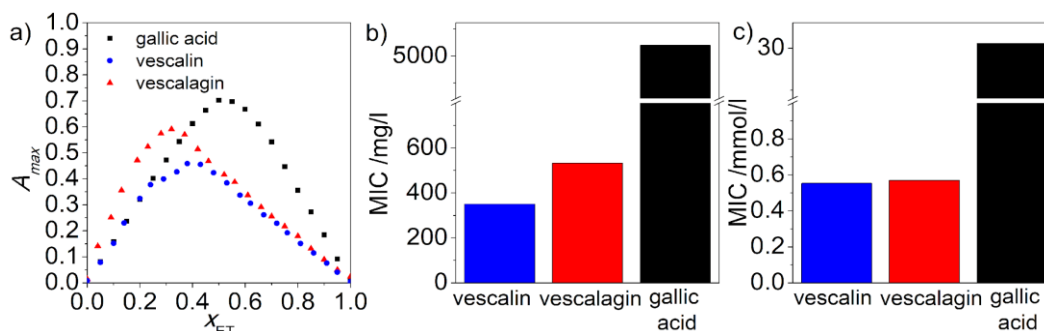 a)
1.0
0.9
0.8
0.7
0.6
0.5
0.4
0.3
0.2
0.1
0.0
A_max
gallic acid
vescalin
vescalagin
0.0 0.2 0.4 0.6 0.8 1.0
x_ET
b)
5000
600
400
200
0
MIC /mg/l
vescalin vescalagin gallic
acid
c)
30
0.8
0.6
0.4
0.2
0.0
MIC /mmol/l
vescalin vescalagin gallic
acid